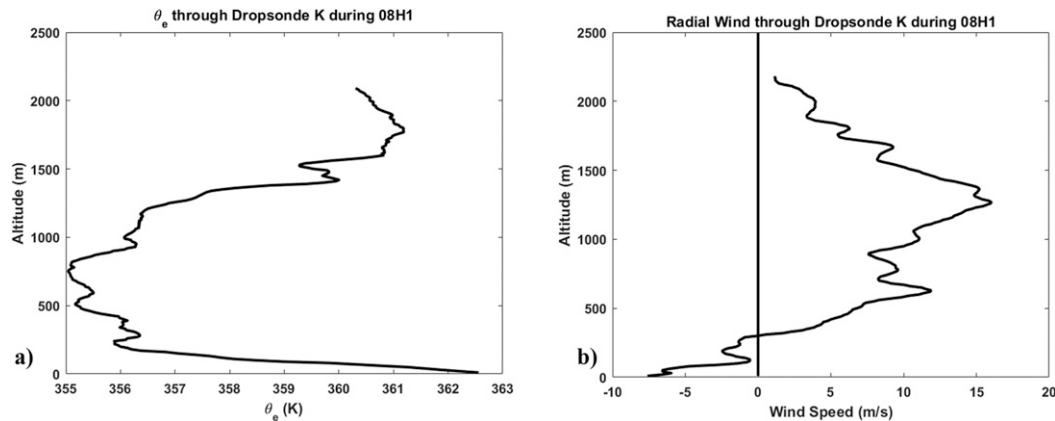 θe through Dropsonde K during 08H1
2500
2000
1500
1000
500
0
Altitude (m)
a)
355 356 357 358 359 360 361 362 363
θe (K)
Radial Wind through Dropsonde K during 08H1
2500
2000
1500
1000
500
0
Altitude (m)
b)
-10 -5 0 5 10 15 20
Wind Speed (m/s)